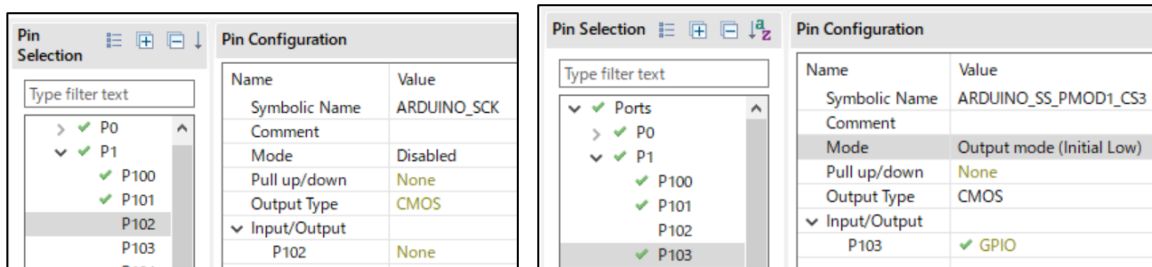 Pin Selection
Pin Configuration
Type filter text
P0
P1
P100
P101
P102
P103
Name Value
Symbolic Name ARDUINO_SCK
Comment
Mode Disabled
Pull up/down None
Output Type CMOS
Input/Output
P102 None
Pin Selection
Pin Configuration
Type filter text
Ports
P0
P1
P100
P101
P102
P103
Name Value
Symbolic Name ARDUINO_SS_PMOD1_CS3
Comment
Mode Output mode (Initial Low)
Pull up/down None
Output Type CMOS
Input/Output
P103 GPIO